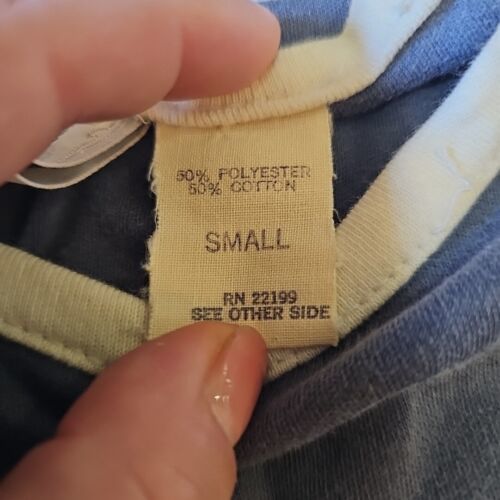 50% POLYESTER
50% COTTON
SMALL
RN 22199
SEE OTHER SIDE